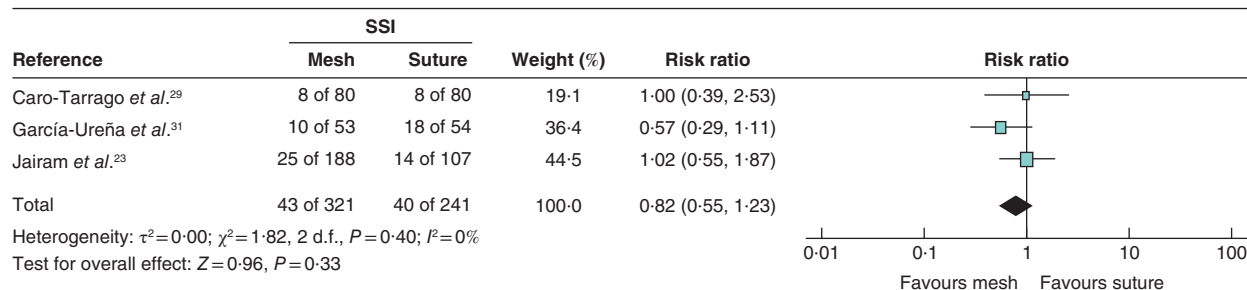 SSI
Reference Mesh Suture Weight (%) Risk ratio Risk ratio
Caro-Tarrago et al.²⁹ 8 of 80 8 of 80 19·1 1·00 (0·39, 2·53)
García-Ureña et al.³¹ 10 of 53 18 of 54 36·4 0·57 (0·29, 1·11)
Jairam et al.²³ 25 of 188 14 of 107 44·5 1·02 (0·55, 1·87)
Total 43 of 321 40 of 241 100·0 0·82 (0·55, 1·23)
Heterogeneity: τ²=0·00; χ²=1·82, 2 d.f., P=0·40; I²=0%
Test for overall effect: Z=0·96, P=0·33
0·01 0·1 1 10 100
Favours mesh Favours suture